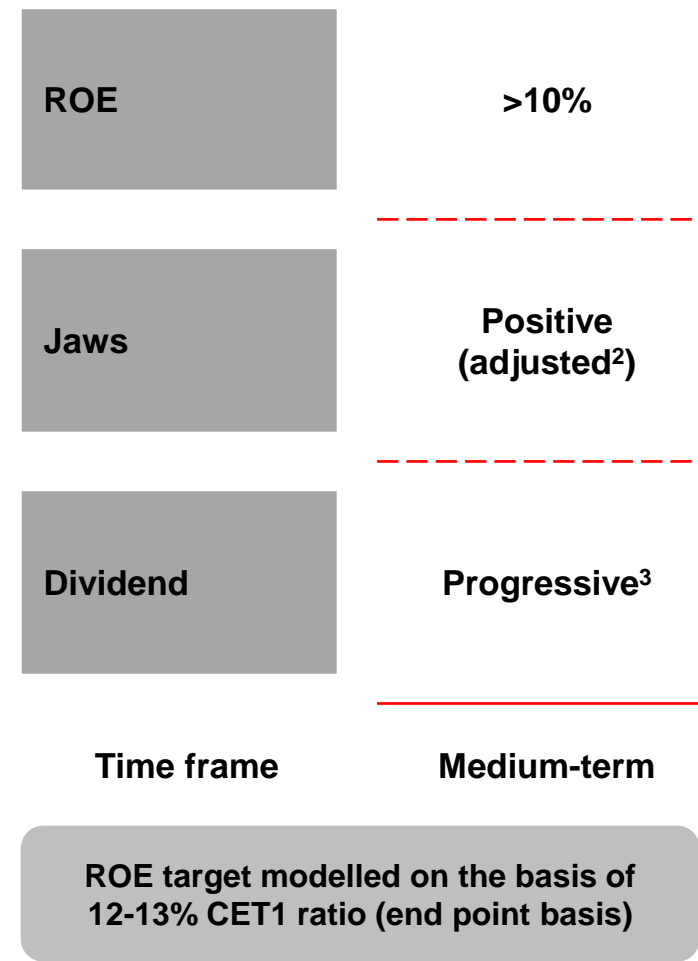 ROE
>10%
Jaws
Positive
(adjusted²)
Dividend
Progressive³
Time frame
Medium-term
ROE target modelled on the basis of
12-13% CET1 ratio (end point basis)